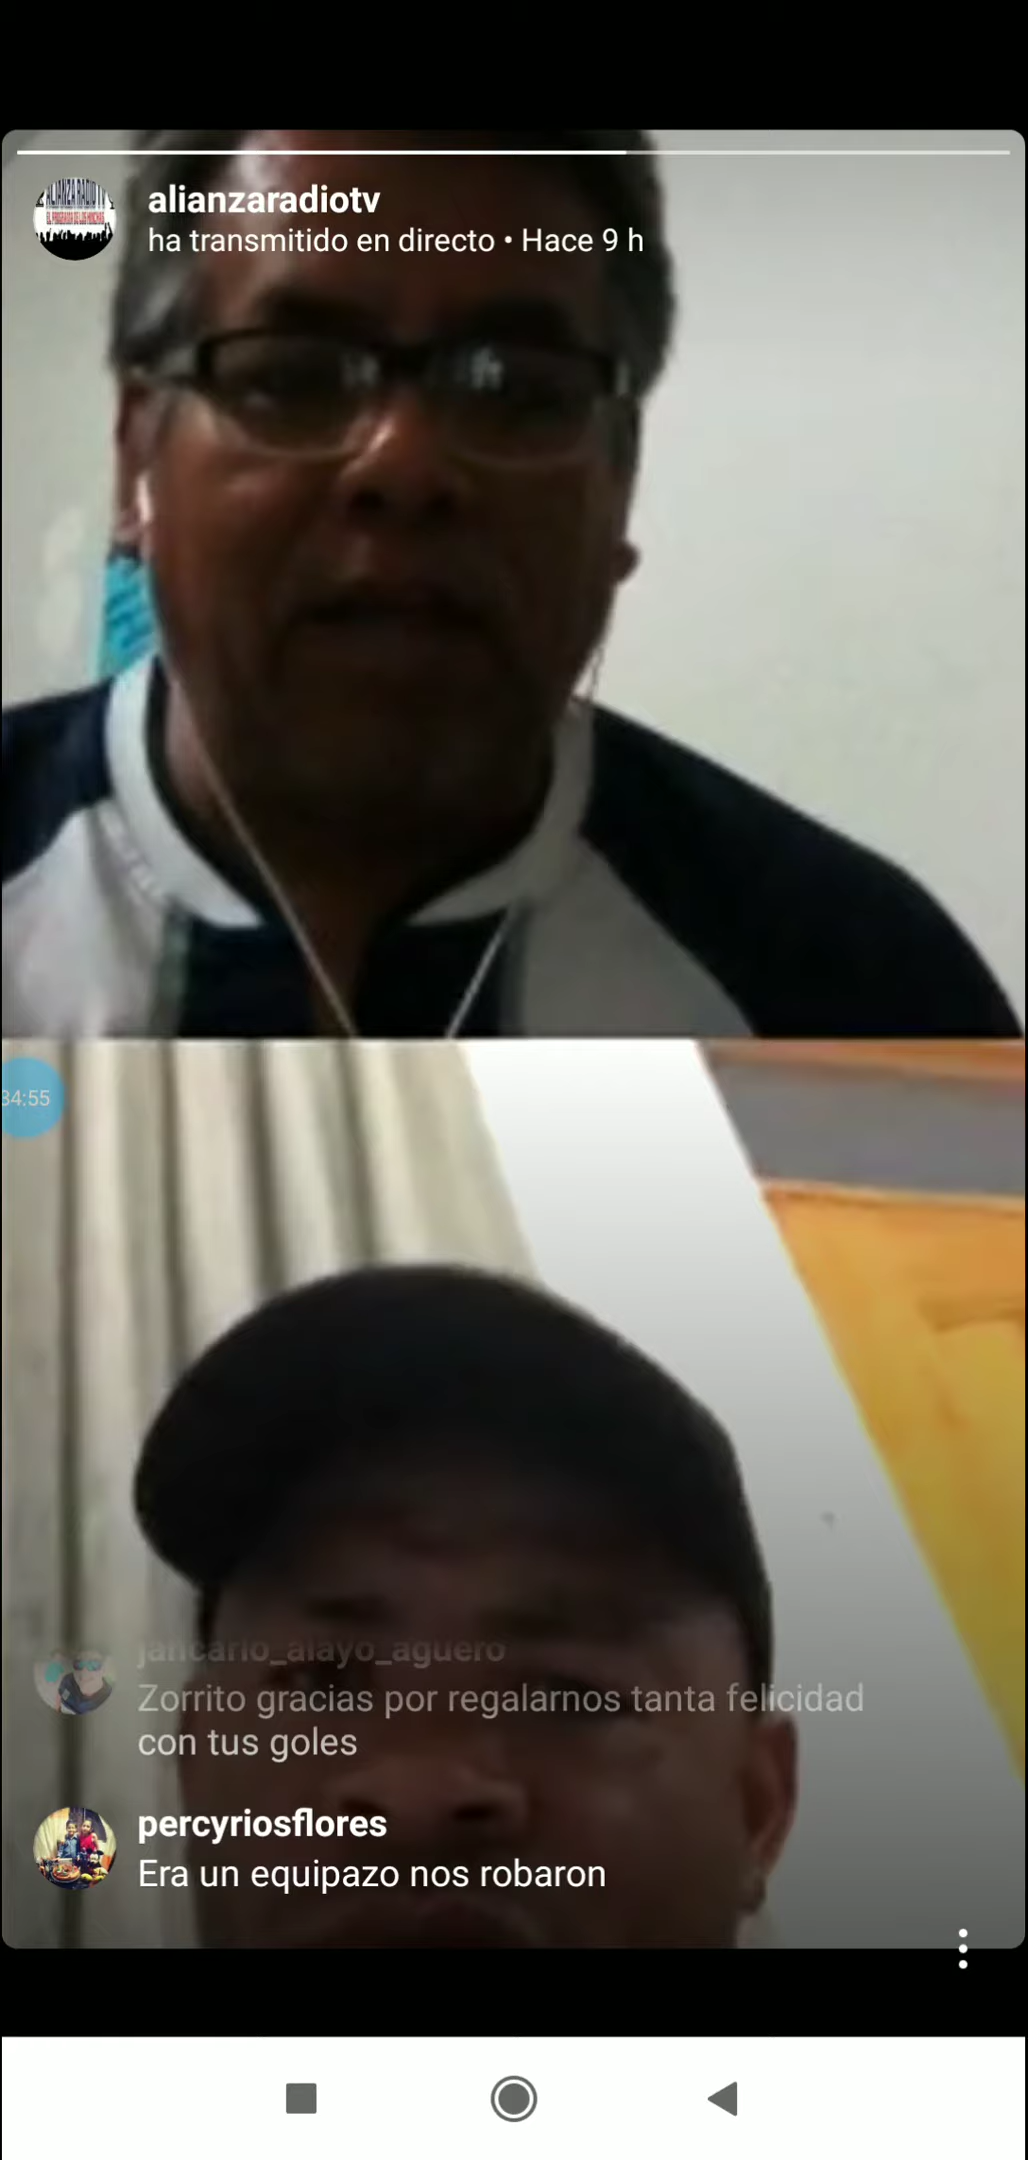 alianzaradiotv
ha transmitido en directo • Hace 9 h
34:55
jancarlo_alayo_aguero
Zorrito gracias por regalarnos tanta felicidad
con tus goles
percyriosflores
Era un equipazo nos robaron